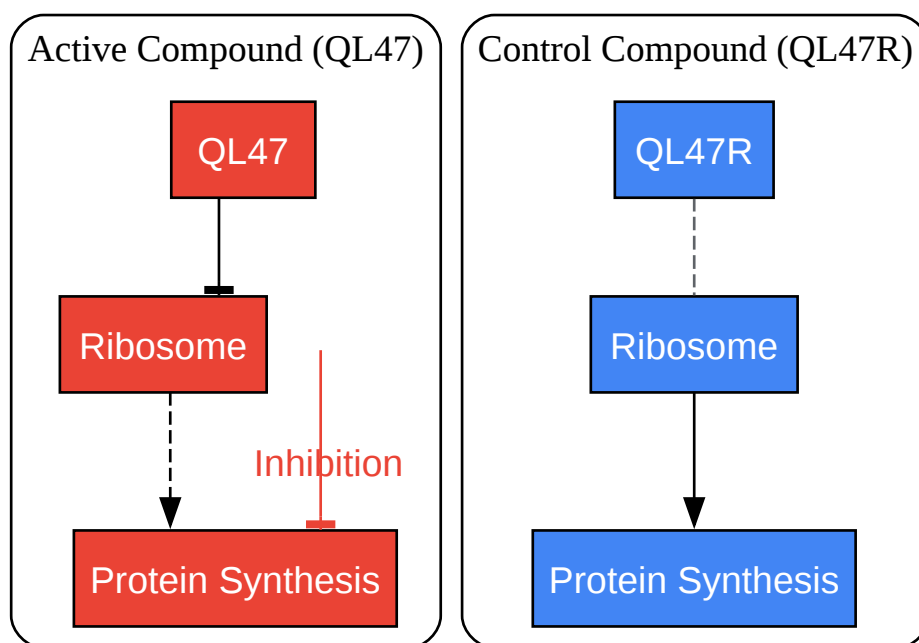 Active Compound (QL47)
QL47
Ribosome
Inhibition
Protein Synthesis
Control Compound (QL47R)
QL47R
Ribosome
Protein Synthesis